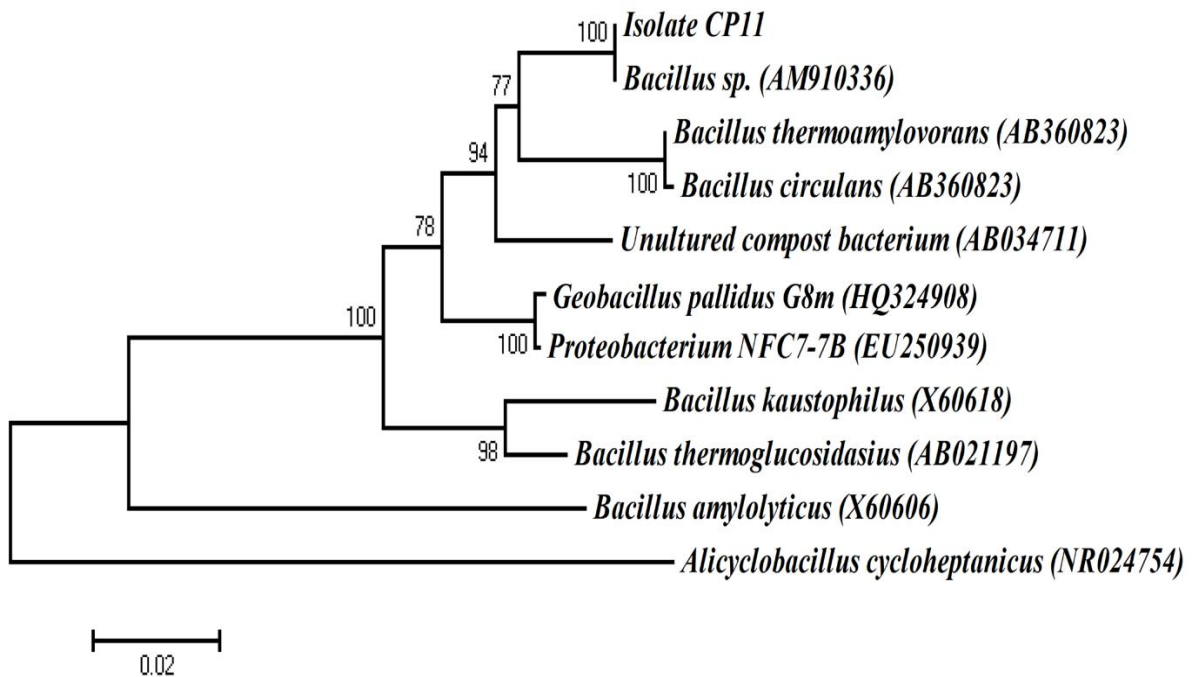 100
Isolate CP11
Bacillus sp. (AM910336)
77
Bacillus thermoamylovorans (AB360823)
94
100
Bacillus circulans (AB360823)
78
Unultured compost bacterium (AB034711)
Geobacillus pallidus G8m (HQ324908)
100
100
Proteobacterium NFC7-7B (EU250939)
Bacillus kaustophilus (X60618)
98
Bacillus thermoglucosidasius (AB021197)
Bacillus amylolyticus (X60606)
Alicyclobacillus cycloheptanicus (NR024754)
0.02